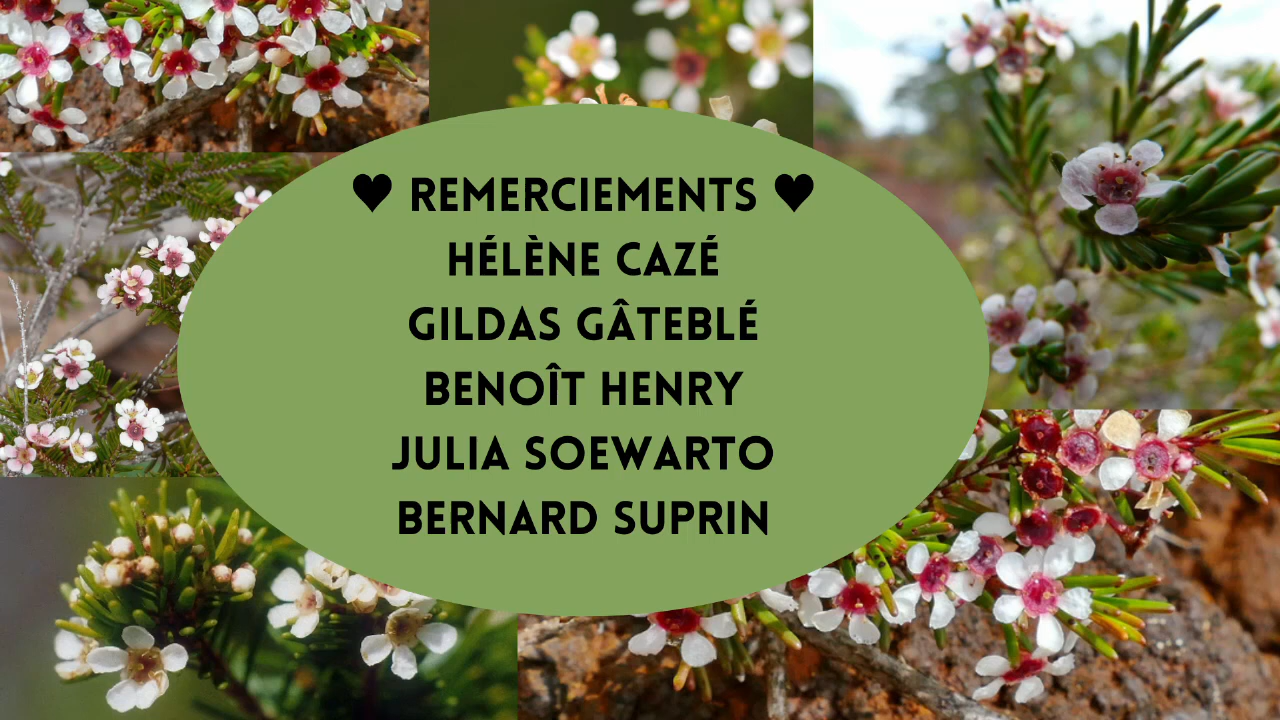 ♥ REMERCIEMENTS ♥
HÉLÈNE CAZÉ
GILDAS GÂTEBLÉ
BENOÎT HENRY
JULIA SOEWARTO
BERNARD SUPRIN